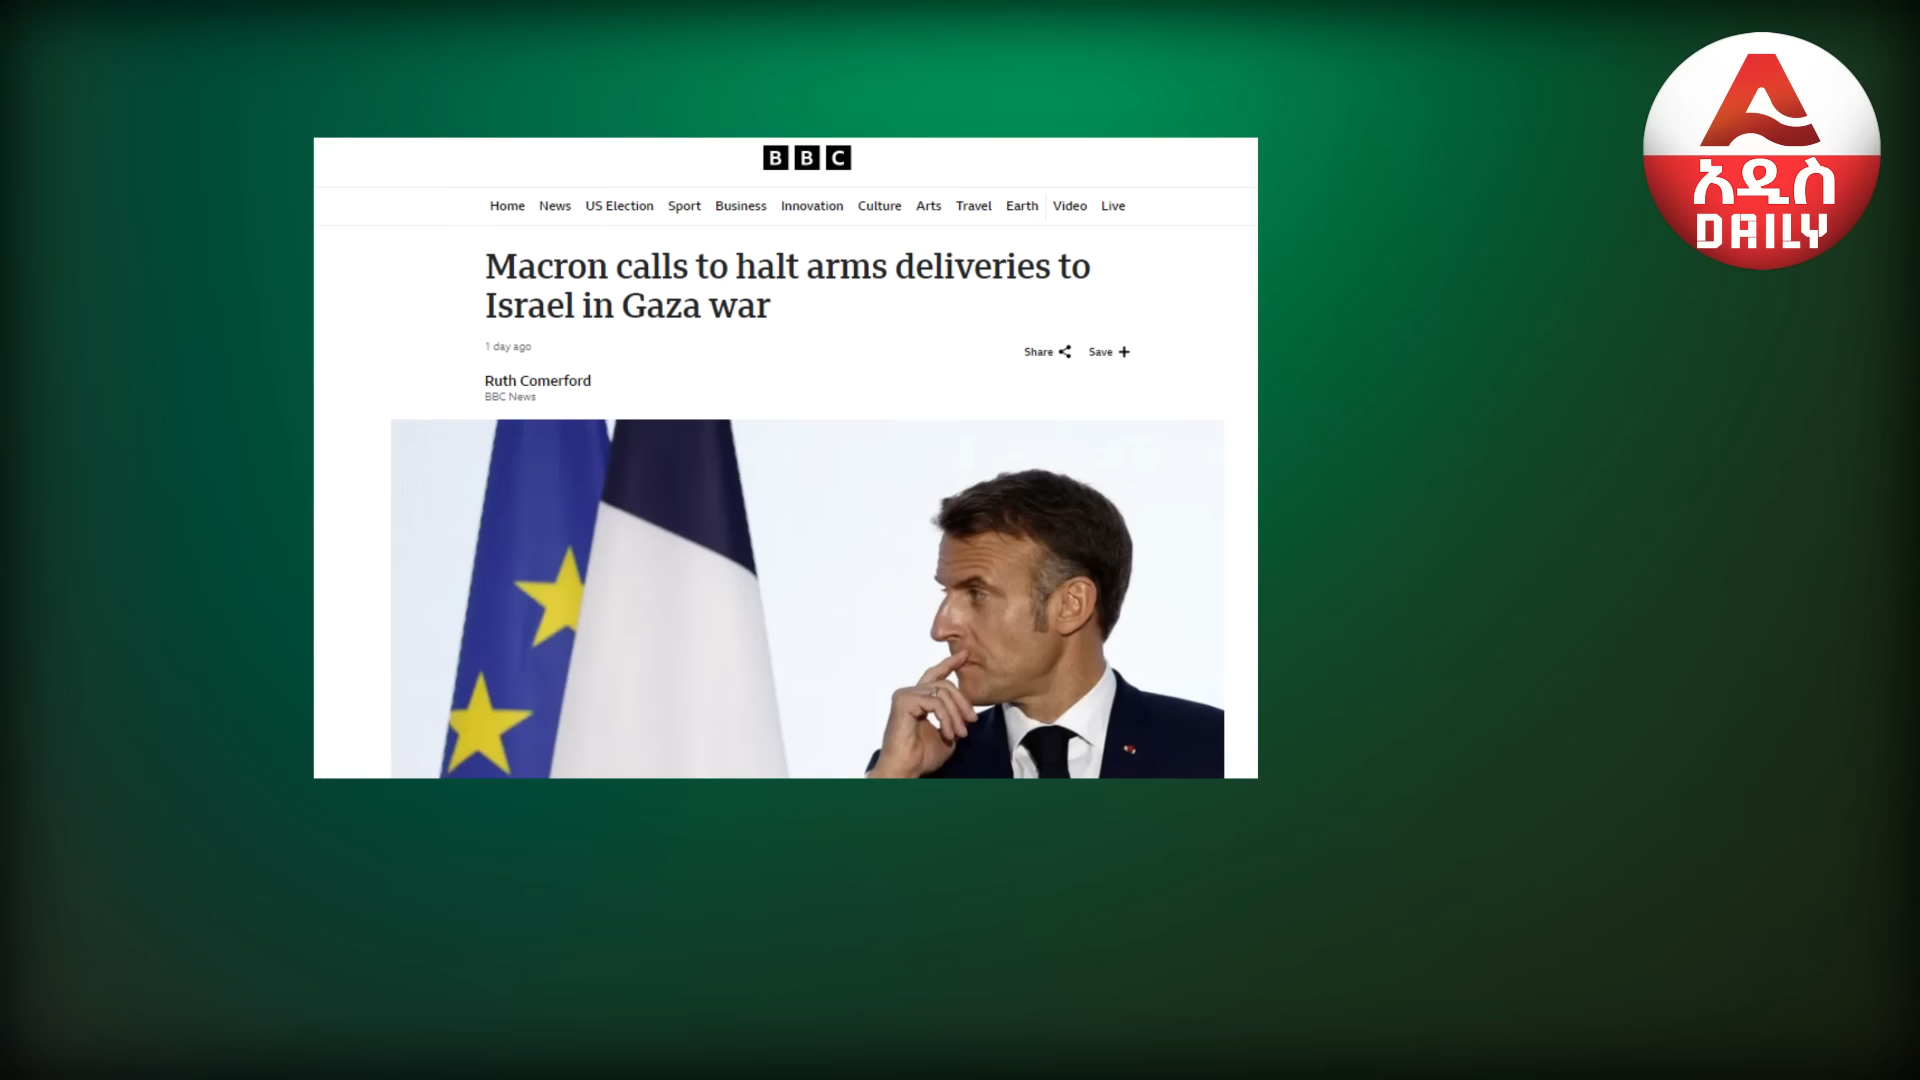 BBC
Home News US Election Sport Business Innovation Culture Arts Travel Earth Video Live
Macron calls to halt arms deliveries to
Israel in Gaza war
1 day ago
Share Save
Ruth Comerford
BBC News
አዲስ
DAILY